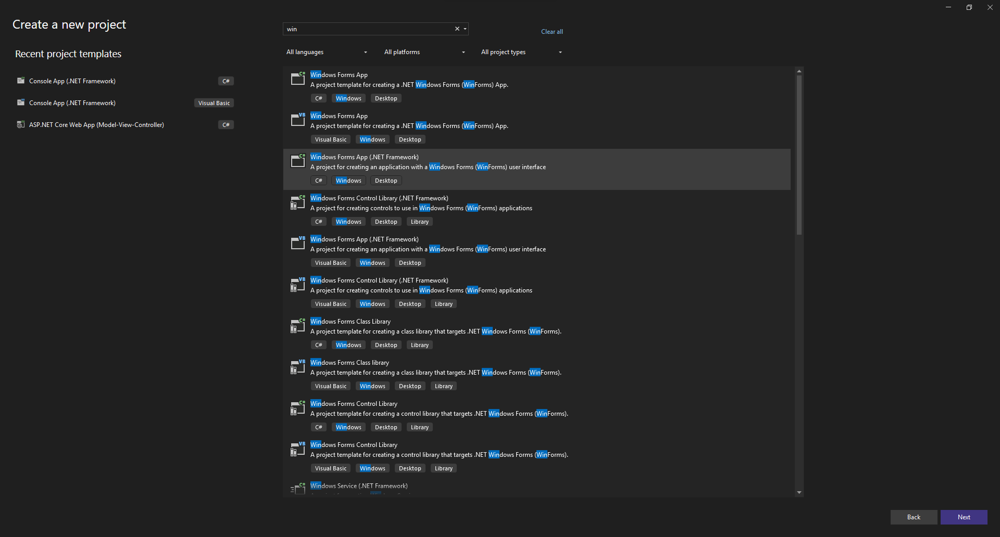 Create a new project
Recent project templates
Console App (.NET Framework) C#
Console App (.NET Framework) Visual Basic
ASP.NET Core Web App (Model-View-Controller) C#
win
Clear all
All languages All platforms All project types
C#
Windows Forms App
A project template for creating a .NET Windows Forms (WinForms) App.
C# Windows Desktop
VB
Windows Forms App
A project template for creating a .NET Windows Forms (WinForms) App.
Visual Basic Windows Desktop
C#
Windows Forms App (.NET Framework)
A project for creating an application with a Windows Forms (WinForms) user interface
C# Windows Desktop
C#
Windows Forms Control Library (.NET Framework)
A project for creating controls to use in Windows Forms (WinForms) applications
C# Windows Desktop Library
VB
Windows Forms App (.NET Framework)
A project for creating an application with a Windows Forms (WinForms) user interface
Visual Basic Windows Desktop
VB
Windows Forms Control Library (.NET Framework)
A project for creating controls to use in Windows Forms (WinForms) applications
Visual Basic Windows Desktop Library
C#
Windows Forms Class Library
A project template for creating a class library that targets .NET Windows Forms (WinForms).
C# Windows Desktop Library
VB
Windows Forms Class library
A project template for creating a class library that targets .NET Windows Forms (WinForms).
Visual Basic Windows Desktop Library
C#
Windows Forms Control Library
A project template for creating a control library that targets .NET Windows Forms (WinForms).
C# Windows Desktop Library
VB
Windows Forms Control Library
A project template for creating a control library that targets .NET Windows Forms (WinForms).
Visual Basic Windows Desktop Library
C#
Windows Service (.NET Framework)
Back Next